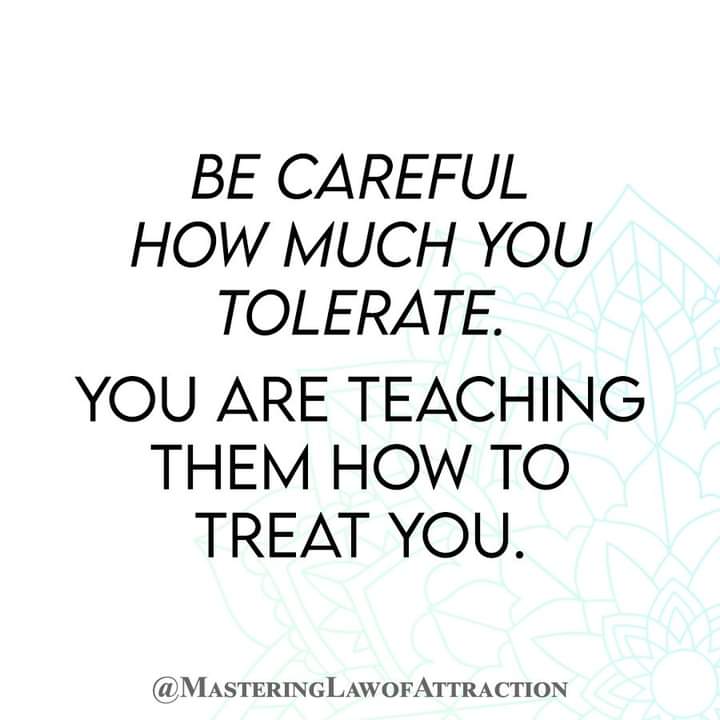 BE CAREFUL
HOW MUCH YOU
TOLERATE.
YOU ARE TEACHING
THEM HOW TO
TREAT YOU.
@MASTERINGLAWOFATTRACTION